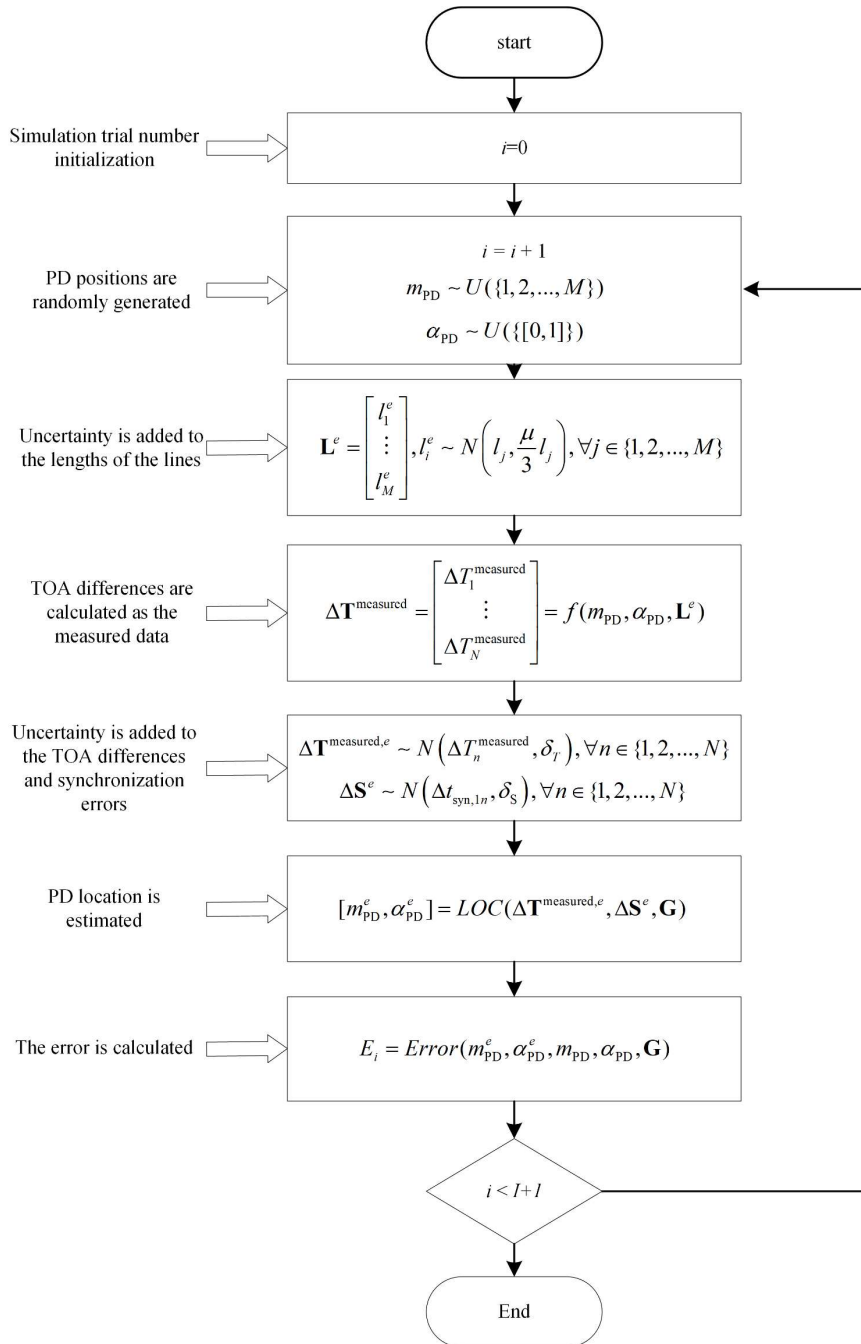 start
Simulation trial number
initialization
i=0
PD positions are
randomly generated
i = i + 1
m_PD ~ U({1, 2, ..., M})
α_PD ~ U({[0,1]})
Uncertainty is added to
the lengths of the lines
L^e = [l_1^e ⋮ l_M^e], l_i^e ~ N(l_j, μ/3 l_j), ∀j ∈ {1, 2, ..., M}
TOA differences are
calculated as the
measured data
ΔT^measured = [ΔT_1^measured ⋮ ΔT_N^measured] = f(m_PD, α_PD, L^e)
Uncertainty is added to
the TOA differences
and synchronization
errors
ΔT^measured,e ~ N(ΔT_n^measured, δ_T), ∀n ∈ {1, 2, ..., N}
ΔS^e ~ N(Δt_syn,1n, δ_S), ∀n ∈ {1, 2, ..., N}
PD location is
estimated
[m_PD^e, α_PD^e] = LOC(ΔT^measured,e, ΔS^e, G)
The error is calculated
E_i = Error(m_PD^e, α_PD^e, m_PD, α_PD, G)
i < I+1
End